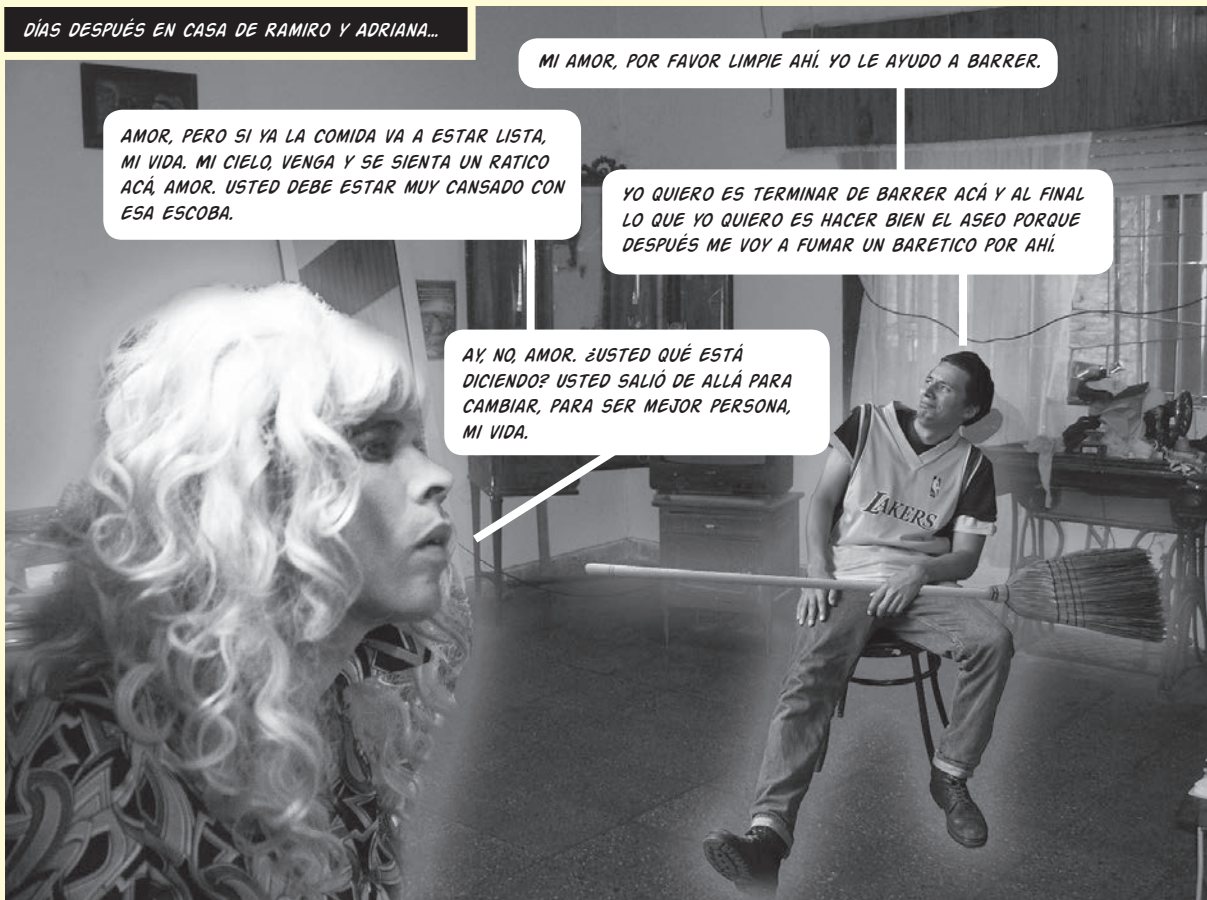 DÍAS DESPUÉS EN CASA DE RAMIRO Y ADRIANA...
MI AMOR, POR FAVOR LIMPIE AHÍ. YO LE AYUDO A BARRER.
AMOR, PERO SI YA LA COMIDA VA A ESTAR LISTA,
MI VIDA. MI CIELO, VENGA Y SE SIENTA UN RATICO
ACÁ, AMOR. USTED DEBE ESTAR MUY CANSADO CON
ESA ESCOBA.
YO QUIERO ES TERMINAR DE BARRER ACÁ Y AL FINAL
LO QUE YO QUIERO ES HACER BIEN EL ASEO PORQUE
DESPUÉS ME VOY A FUMAR UN BARETICO POR AHÍ.
AY, NO, AMOR. ¿USTED QUÉ ESTÁ
DICIENDO? USTED SALIÓ DE ALLÁ PARA
CAMBIAR, PARA SER MEJOR PERSONA,
MI VIDA.
LAKERS